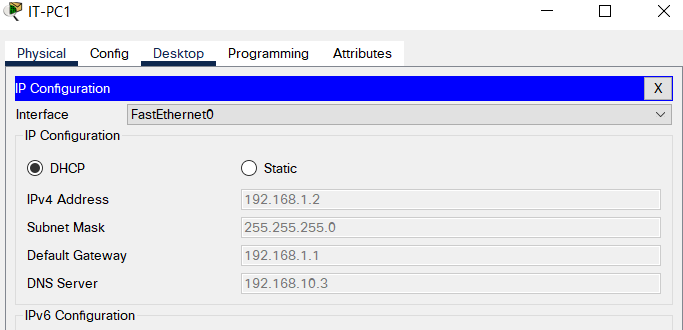 IT-PC1
Physical Config Desktop Programming Attributes
IP Configuration X
Interface FastEthernet0
IP Configuration
DHCP Static
IPv4 Address 192.168.1.2
Subnet Mask 255.255.255.0
Default Gateway 192.168.1.1
DNS Server 192.168.10.3
IPv6 Configuration